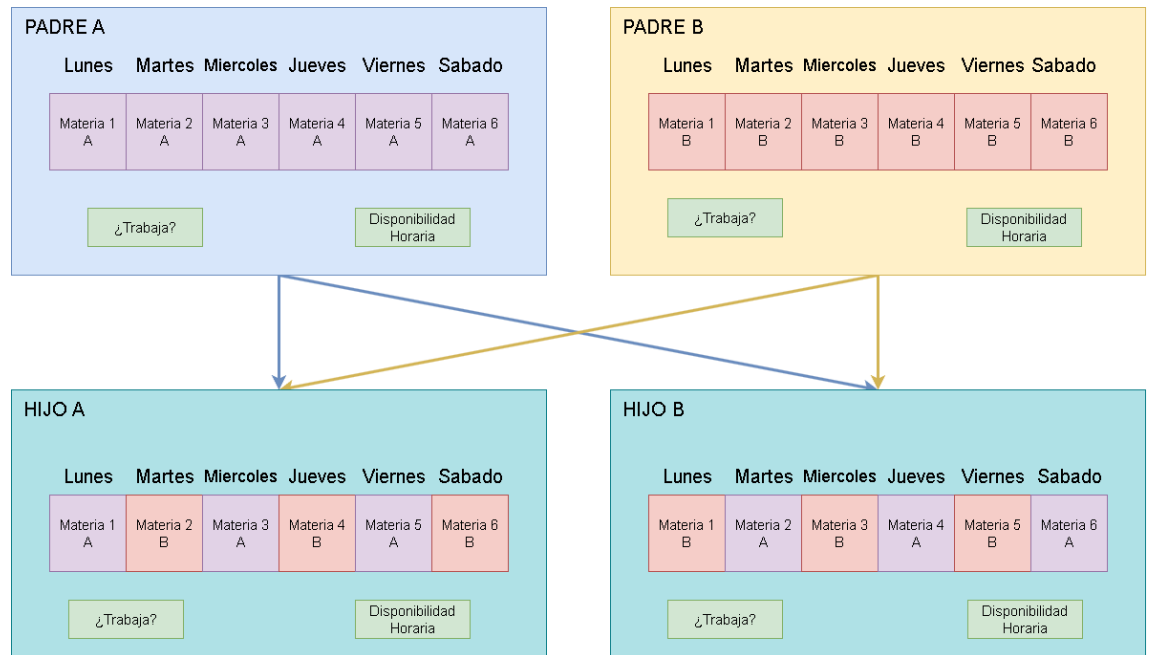 PADRE A
Lunes Martes Miercoles Jueves Viernes Sabado
Materia 1 A
Materia 2 A
Materia 3 A
Materia 4 A
Materia 5 A
Materia 6 A
¿Trabaja?
Disponibilidad
Horaria
PADRE B
Lunes Martes Miercoles Jueves Viernes Sabado
Materia 1 B
Materia 2 B
Materia 3 B
Materia 4 B
Materia 5 B
Materia 6 B
¿Trabaja?
Disponibilidad
Horaria
HIJO A
Lunes Martes Miercoles Jueves Viernes Sabado
Materia 1 A
Materia 2 B
Materia 3 A
Materia 4 B
Materia 5 A
Materia 6 B
¿Trabaja?
Disponibilidad
Horaria
HIJO B
Lunes Martes Miercoles Jueves Viernes Sabado
Materia 1 B
Materia 2 A
Materia 3 B
Materia 4 A
Materia 5 B
Materia 6 A
¿Trabaja?
Disponibilidad
Horaria